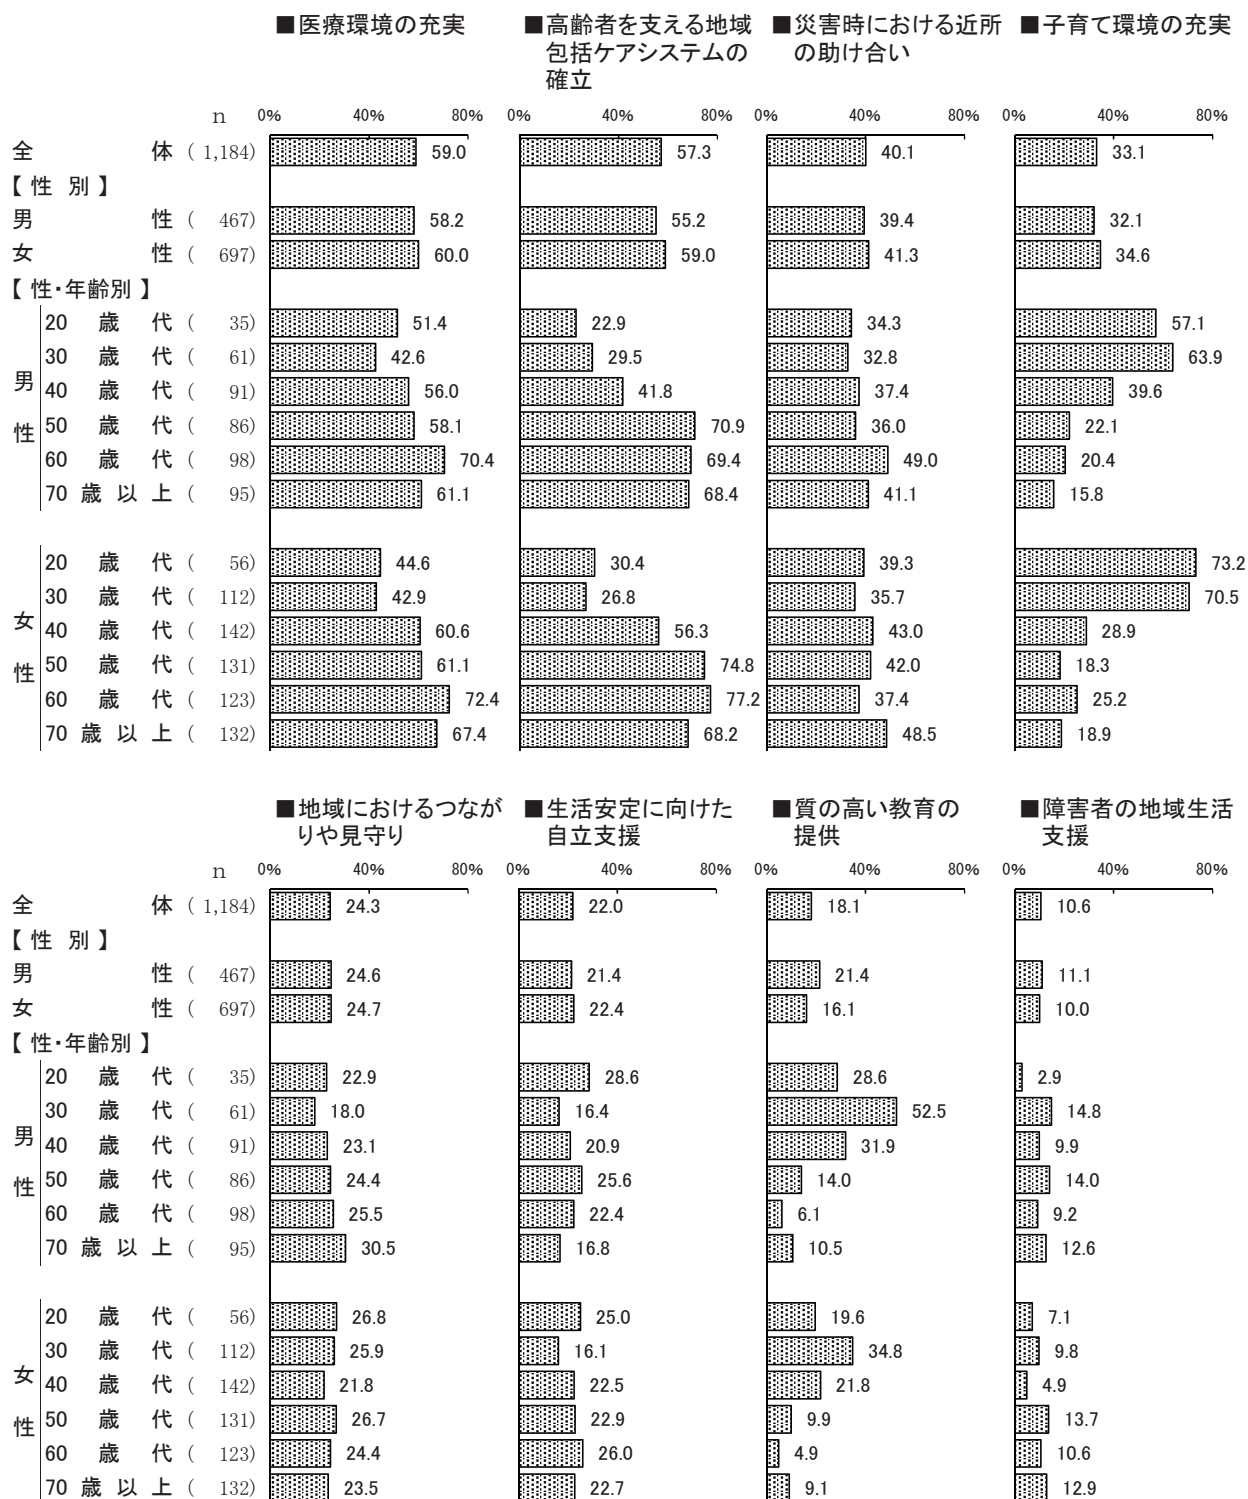 ■医療環境の充実 ■高齢者を支える地域 ■災害時における近所 ■子育て環境の充実
包括ケアシステムの の助け合い
確立
n 0% 40% 80% 0% 40% 80% 0% 40% 80% 0% 40% 80%
全体 (1,184) 59.0 57.3 40.1 33.1
【性別】
男性 (467) 58.2 55.2 39.4 32.1
女性 (697) 60.0 59.0 41.3 34.6
【性・年齢別】
男性
20歳代 (35) 51.4 22.9 34.3 57.1
30歳代 (61) 42.6 29.5 32.8 63.9
40歳代 (91) 56.0 41.8 37.4 39.6
50歳代 (86) 58.1 70.9 36.0 22.1
60歳代 (98) 70.4 69.4 49.0 20.4
70歳以上 (95) 61.1 68.4 41.1 15.8
女性
20歳代 (56) 44.6 30.4 39.3 73.2
30歳代 (112) 42.9 26.8 35.7 70.5
40歳代 (142) 60.6 56.3 43.0 28.9
50歳代 (131) 61.1 74.8 42.0 18.3
60歳代 (123) 72.4 77.2 37.4 25.2
70歳以上 (132) 67.4 68.2 48.5 18.9
■地域におけるつなが ■生活安定に向けた ■質の高い教育の ■障害者の地域生活
りや見守り 自立支援 提供 支援
n 0% 40% 80% 0% 40% 80% 0% 40% 80% 0% 40% 80%
全体 (1,184) 24.3 22.0 18.1 10.6
【性別】
男性 (467) 24.6 21.4 21.4 11.1
女性 (697) 24.7 22.4 16.1 10.0
【性・年齢別】
男性
20歳代 (35) 22.9 28.6 28.6 2.9
30歳代 (61) 18.0 16.4 52.5 14.8
40歳代 (91) 23.1 20.9 31.9 9.9
50歳代 (86) 24.4 25.6 14.0 14.0
60歳代 (98) 25.5 22.4 6.1 9.2
70歳以上 (95) 30.5 16.8 10.5 12.6
女性
20歳代 (56) 26.8 25.0 19.6 7.1
30歳代 (112) 25.9 16.1 34.8 9.8
40歳代 (142) 21.8 22.5 21.8 4.9
50歳代 (131) 26.7 22.9 9.9 13.7
60歳代 (123) 24.4 26.0 4.9 10.6
70歳以上 (132) 23.5 22.7 9.1 12.9